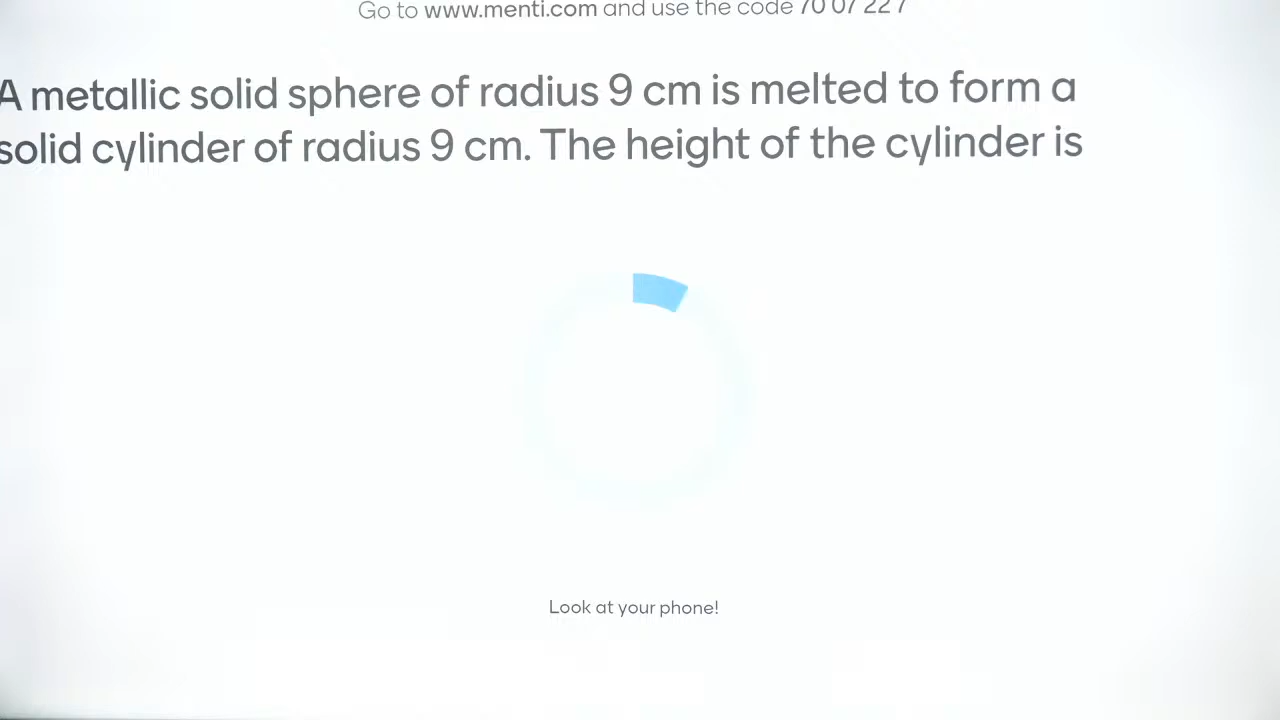 Go to www.menti.com and use the code 70 07 22 7
A metallic solid sphere of radius 9 cm is melted to form a
solid cylinder of radius 9 cm. The height of the cylinder is
Look at your phone!